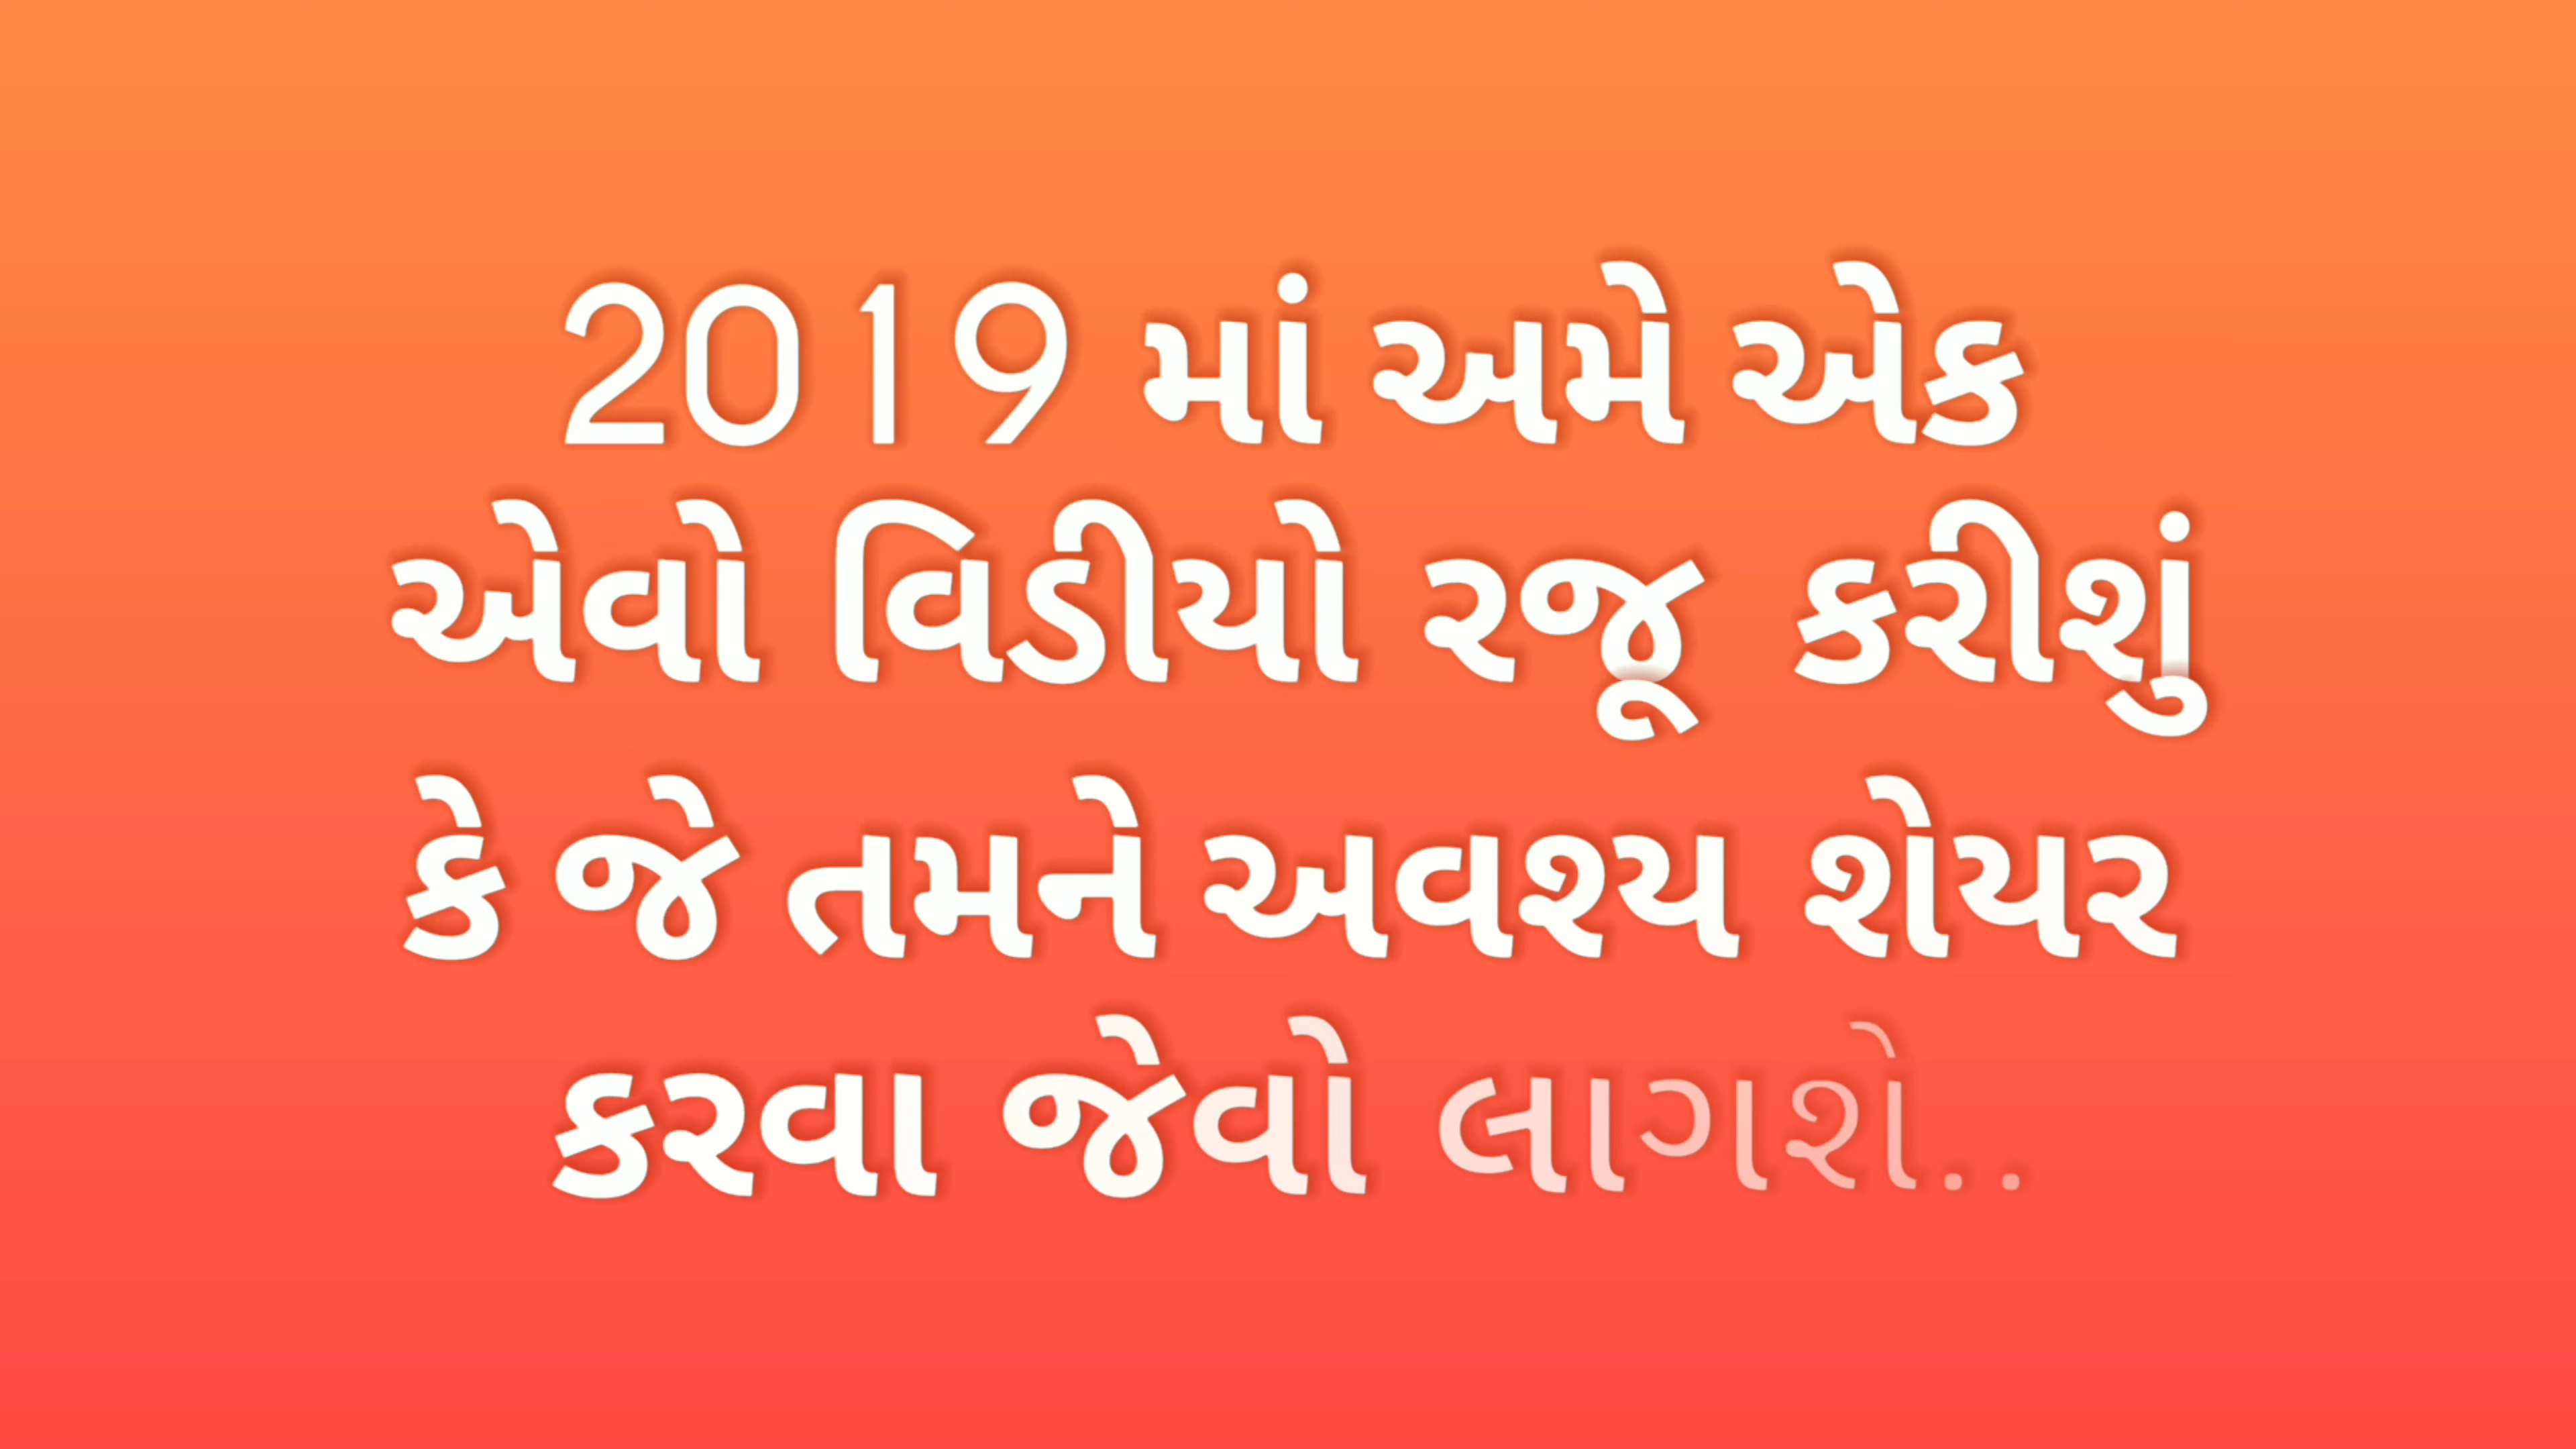 2019 માં અમે એક
એવો વિડીયો રજૂ કરીશું
કે જે તમને અવશ્ય શેયર
કરવા જેવો લાગશે..